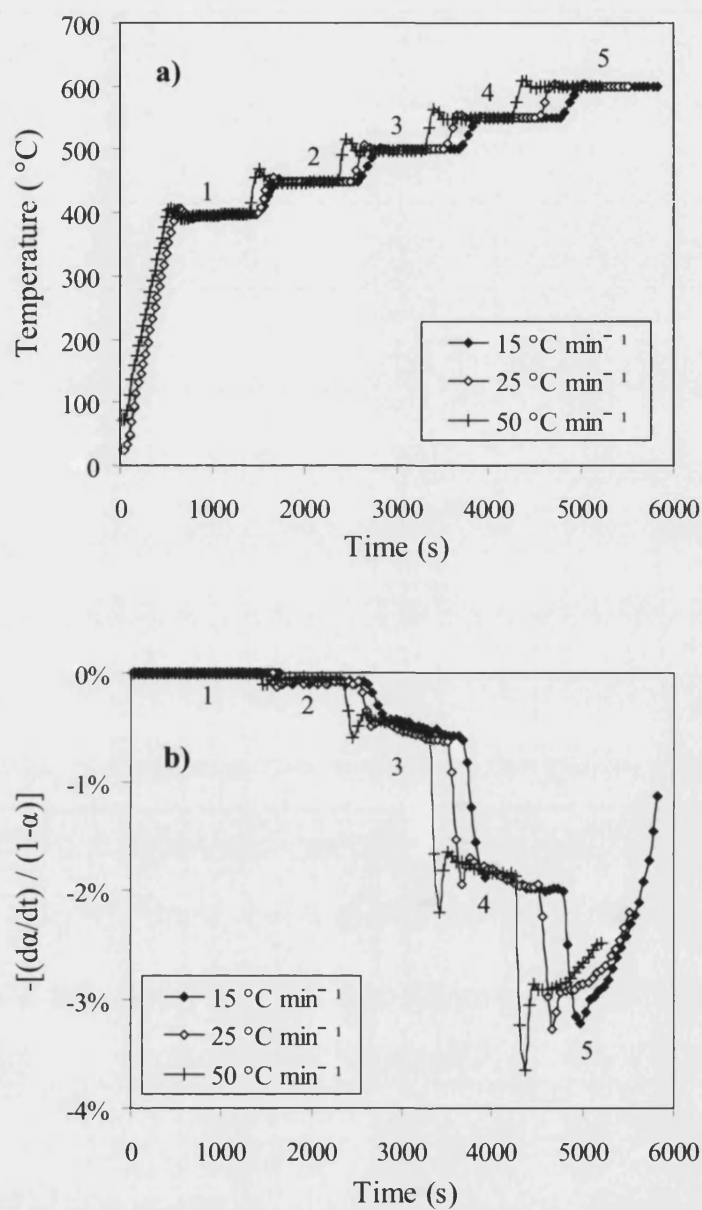 700
600
500
400
300
200
100
0
Temperature ( °C)
a)
1
2
3
4
5
15 °C min⁻ ¹
25 °C min⁻ ¹
50 °C min⁻ ¹
0 1000 2000 3000 4000 5000 6000
Time (s)
0%
-1%
-2%
-3%
-4%
-[(dα/dt) / (1-α)]
b)
1
2
3
4
5
15 °C min⁻ ¹
25 °C min⁻ ¹
50 °C min⁻ ¹
0 1000 2000 3000 4000 5000 6000
Time (s)